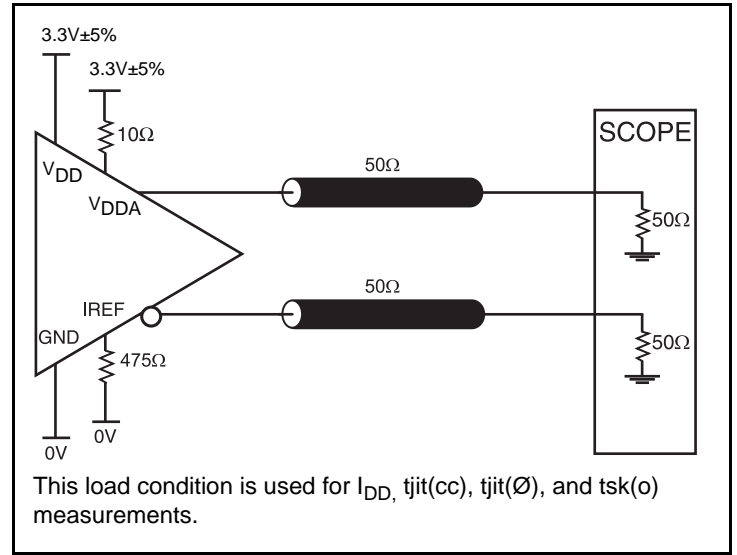 3.3V±5%
3.3V±5%
10Ω
SCOPE
VDD
50Ω
VDDA
50Ω
50Ω
IREF
GND
475Ω
50Ω
0V
0V
This load condition is used for IDD, tjit(cc), tjit(Ø), and tsk(o)
measurements.